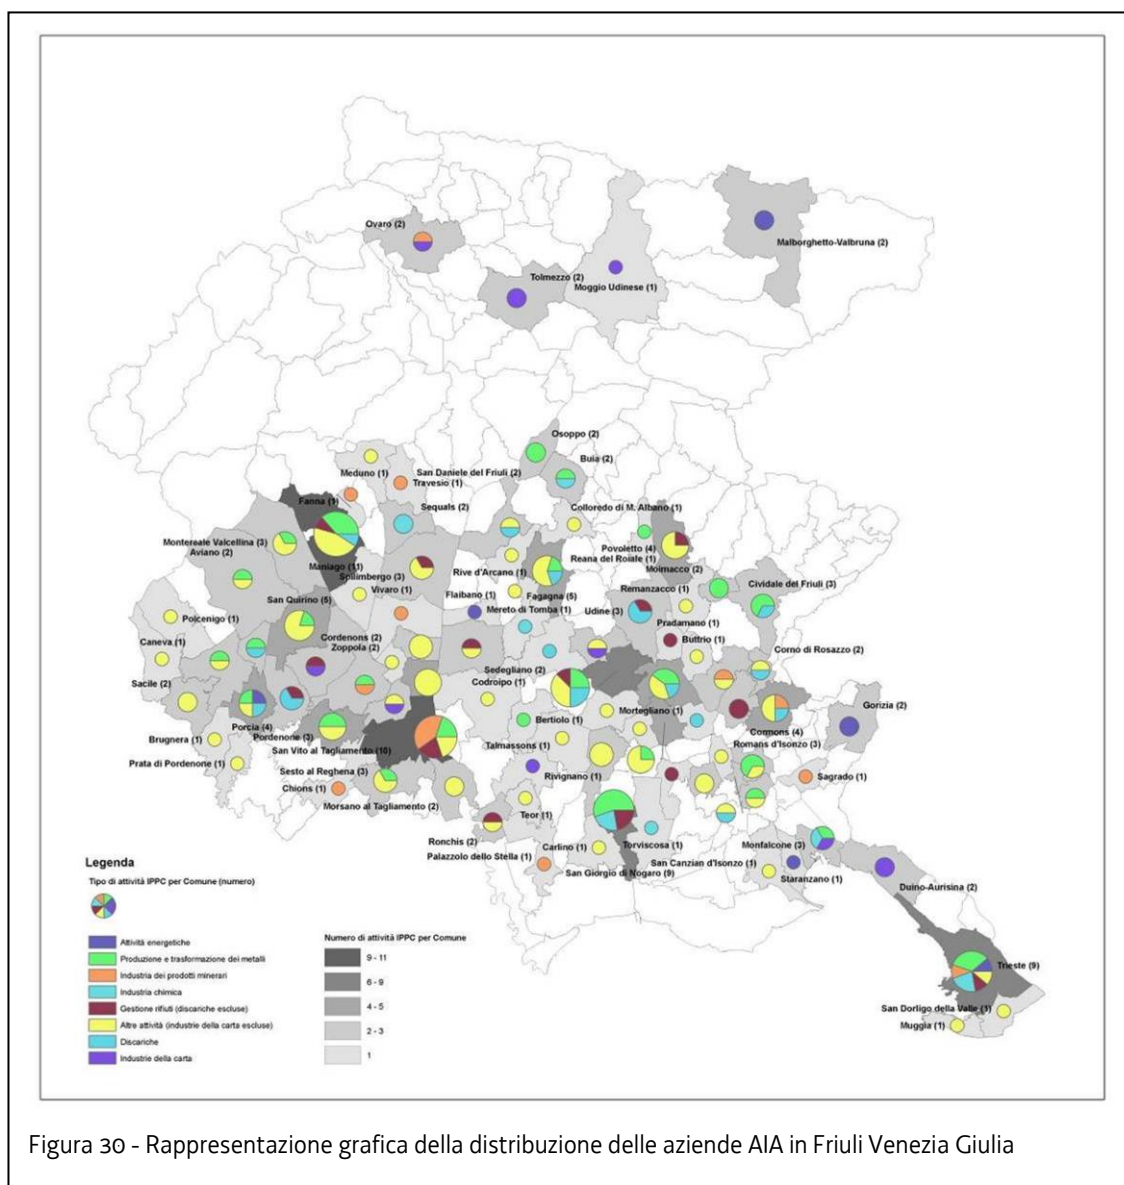 Ovaro (2)
Malborghetto-Valbruna (2)
Tolmezzo (2)
Moggio Udinese (1)
Osoppo (2)
Buia (2)
Meduno (1)
San Daniele del Friuli (2)
Travesio (1)
Fanna (1)
Sequals (2)
Colloredo di M. Albano (1)
Montereale Valcellina (3)
Aviano (2)
Povoletto (4)
Reana del Roiale (1)
Maniago (11)
Spilimbergo (3)
Rive d'Arcano (1)
Moimacco (2)
Vivaro (1)
Flaibano (1)
Fagagna (5)
Remanzacco (1)
Cividale del Friuli (3)
San Quirino (5)
Mereto di Tomba (1)
Udine (3)
Pradamano (1)
Polcenigo (1)
Buttrio (1)
Caneva (1)
Cordenons (2)
Zoppola (2)
Corno di Rosazzo (2)
Sedegliano (2)
Codroipo (1)
Sacile (2)
Gorizia (2)
Porcia (4)
Bertiolo (1)
Mortegliano (1)
Cormons (4)
Brugnera (1)
Pordenone (3)
Talmassons (1)
Romans d'Isonzo (3)
San Vito al Tagliamento (10)
Prata di Pordenone (1)
Sesto al Reghena (3)
Rivignano (1)
Sagrado (1)
Chions (1)
Morsano al Tagliamento (2)
Teor (1)
Ronchis (2)
Carlino (1)
Torviscosa (1)
Monfalcone (3)
Palazzolo dello Stella (1)
San Canzian d'Isonzo (1)
San Giorgio di Nogaro (9)
Staranzano (1)
Duino-Aurisina (2)
Trieste (9)
San Dorligo della Valle (1)
Muggia (1)
Legenda
Tipo di attività IPPC per Comune (numero)
Attività energetiche
Produzione e trasformazione dei metalli
Industria dei prodotti minerari
Industria chimica
Gestione rifiuti (discariche escluse)
Altre attività (industrie della carta escluse)
Discariche
Industrie della carta
Numero di attività IPPC per Comune
9 - 11
6 - 9
4 - 5
2 - 3
1
Figura 30 - Rappresentazione grafica della distribuzione delle aziende AIA in Friuli Venezia Giulia